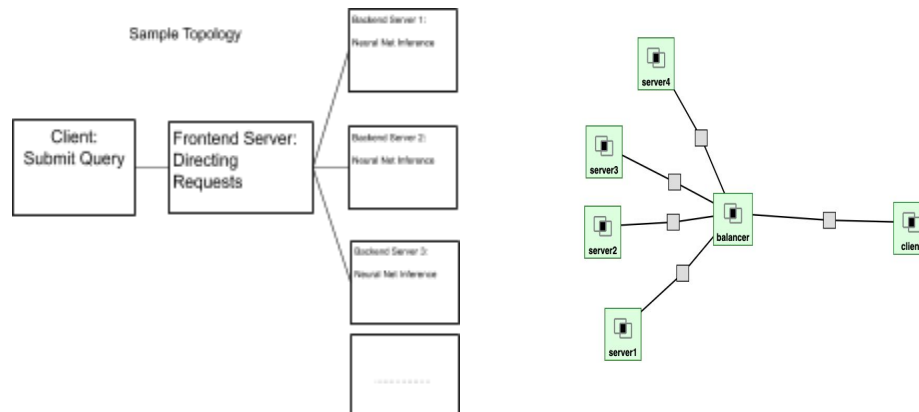 Sample Topology
Client:
Submit Query
Frontend Server:
Directing
Requests
Backend Server 1:
Neural Net Inference
Backend Server 2:
Neural Net Inference
Backend Server 3:
Neural Net Inference
..........
server4
server3
server2
server1
balancer
client